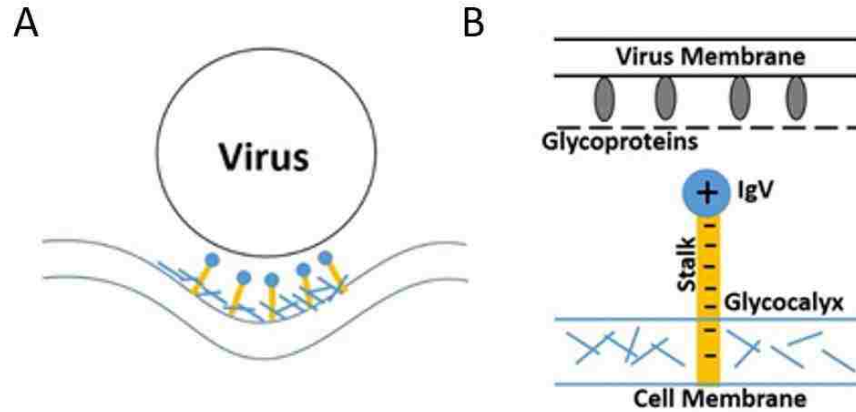 A
B
Virus
Virus Membrane
Glycoproteins
+
IgV
Stalk
- - - - - - - -
Glycocalyx
Cell Membrane